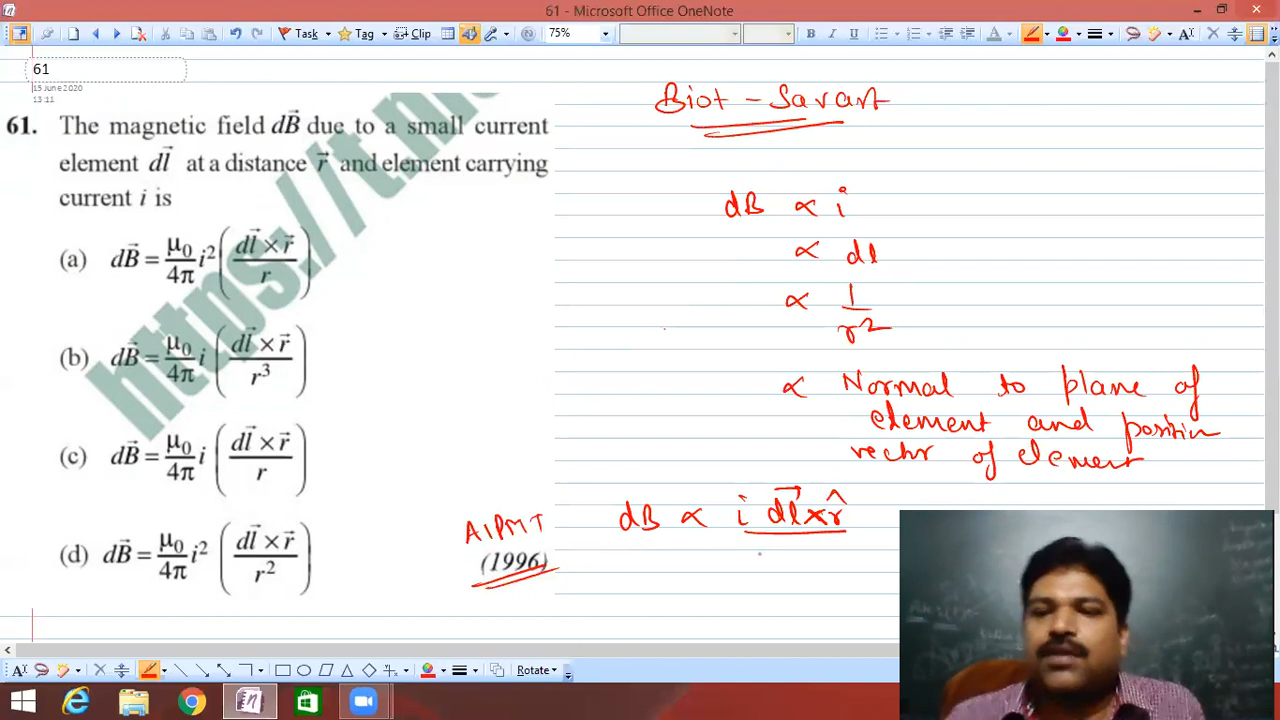 61 - Microsoft Office OneNote
Task
Tag
Clip
75%
B I U
61
15 June 2020
13:11
https://t.m
61. The magnetic field dB⃗ due to a small current
element dl⃗ at a distance r⃗ and element carrying
current i is
(a) dB⃗ = μ₀/4π i² (dl⃗ × r⃗ / r)
(b) dB⃗ = μ₀/4π i (dl⃗ × r⃗ / r³)
(c) dB⃗ = μ₀/4π i (dl⃗ × r⃗ / r)
(d) dB⃗ = μ₀/4π i² (dl⃗ × r⃗ / r²)
AIPMT
(1996)
Biot - Savart
dB ∝ i
∝ dl
∝ 1/r²
∝ Normal to plane of
element and position
vector of element
dB ∝ i dl⃗ × r̂
Rotate